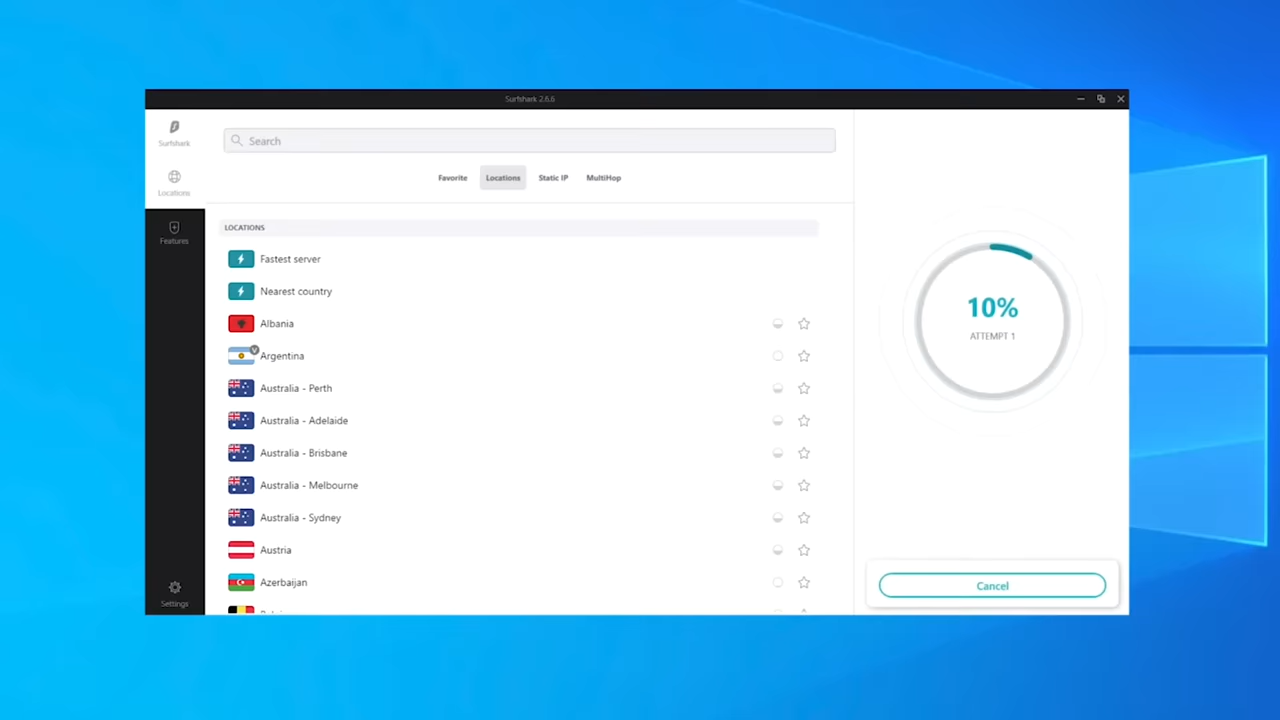 Surfshark 2.6.6
Surfshark
Search
Locations
Favorite Locations Static IP MultiHop
LOCATIONS
Features
Fastest server
Nearest country
Albania
V
Argentina
Australia - Perth
Australia - Adelaide
Australia - Brisbane
Australia - Melbourne
Australia - Sydney
Austria
Azerbaijan
Settings
10%
ATTEMPT 1
Cancel